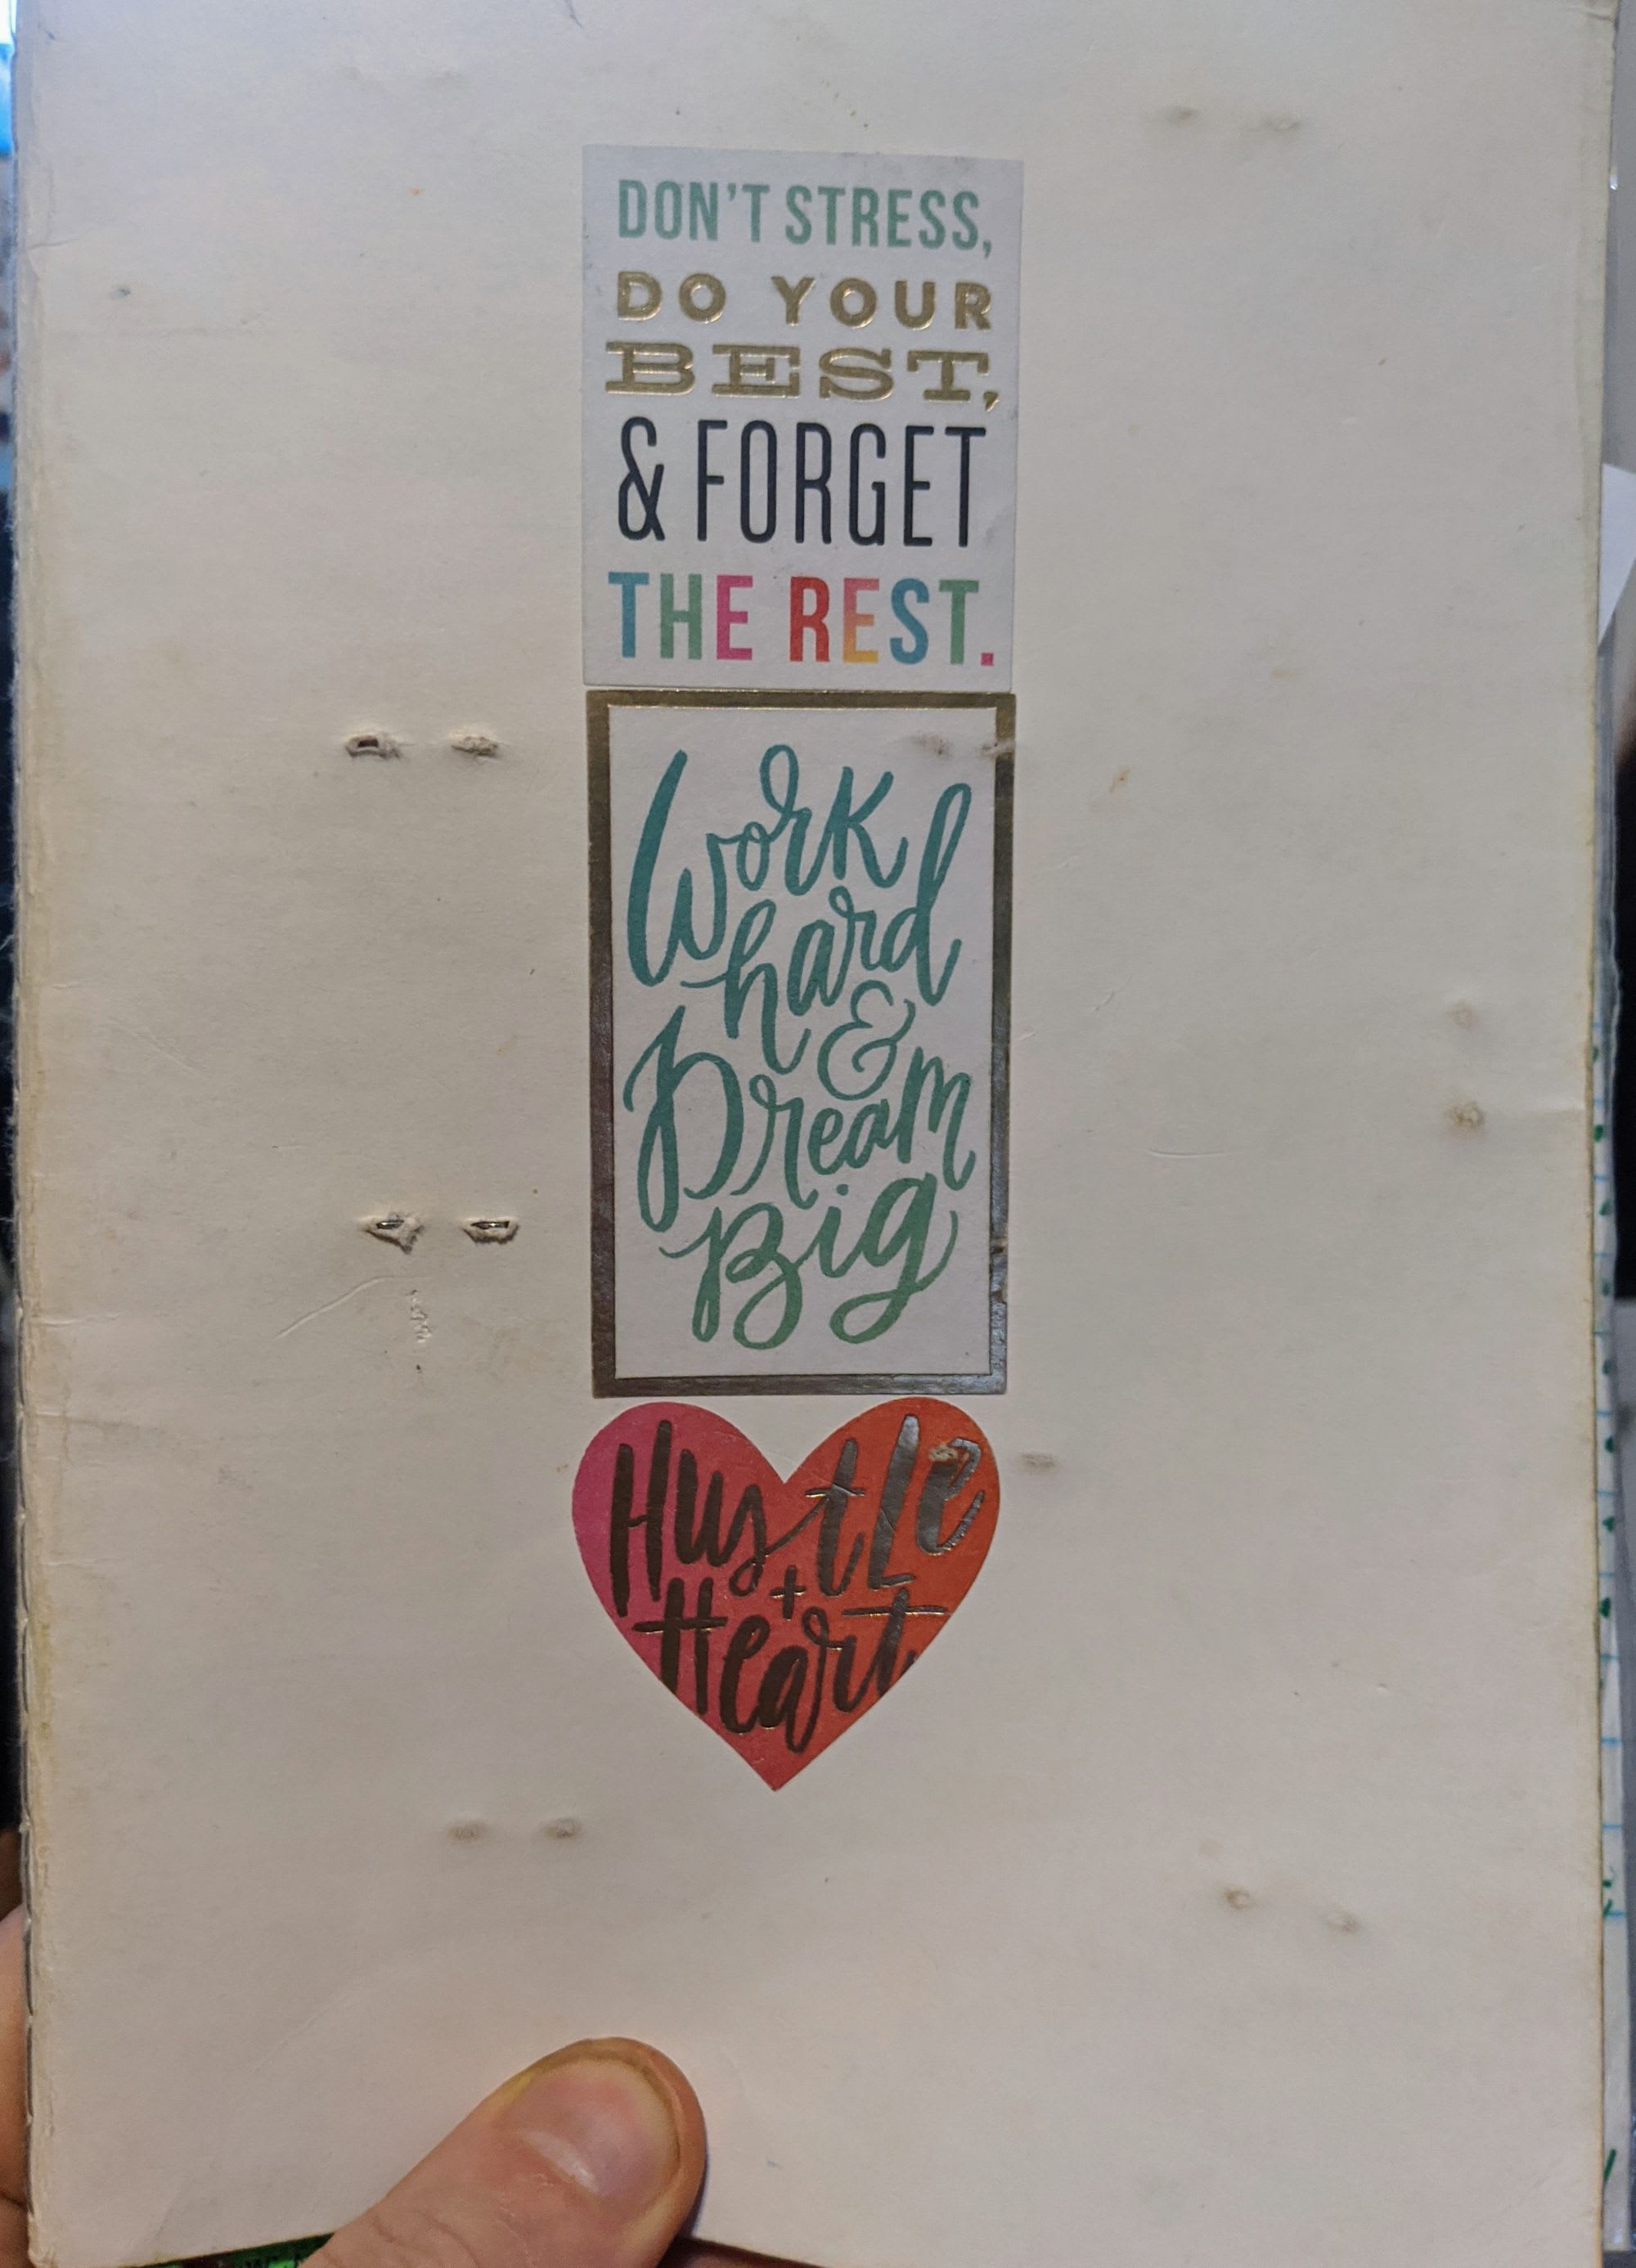 DON'T STRESS,
DO YOUR
BEST,
& FORGET
THE REST.
Work
hard
&
Dream
Big
Hustle
+
Heart